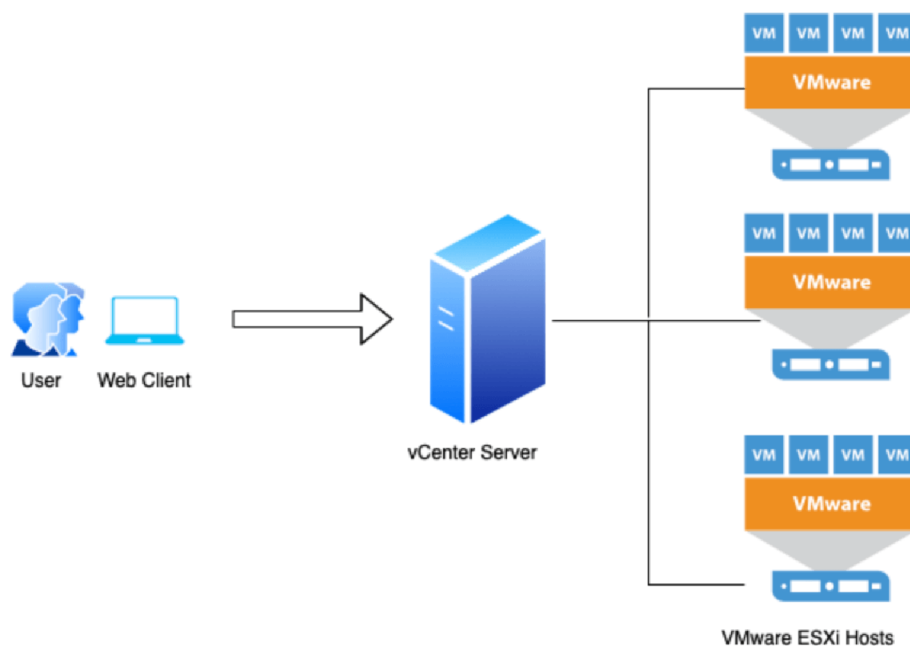 VM VM VM VM
VMware
VM VM VM VM
VMware
User
Web Client
vCenter Server
VM VM VM VM
VMware
VMware ESXi Hosts